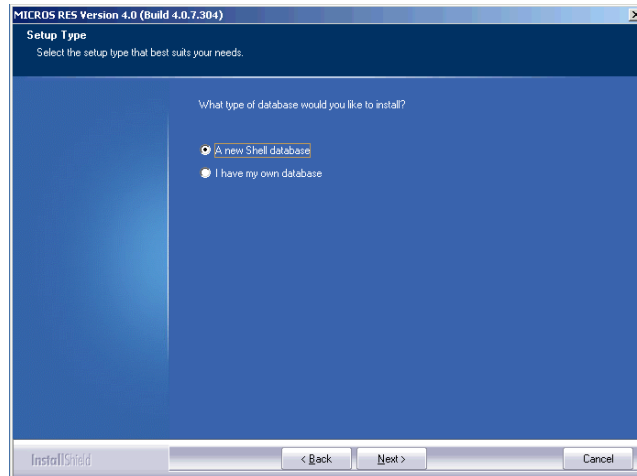 MICROS RES Version 4.0 (Build 4.0.7.304)
Setup Type
Select the setup type that best suits your needs.
What type of database would you like to install?
A new Shell database
I have my own database
InstallShield
< Back
Next >
Cancel